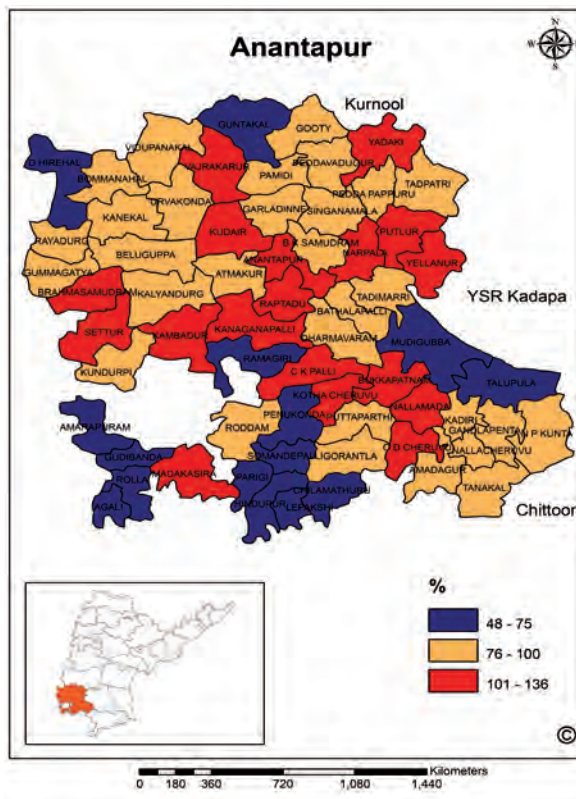 Anantapur
N
W E
S
Kurnool
GUNTAKAL
GOOTY
YADAKI
D HIREHAL
VIDUPANAKAL
VAJRAKARUR
PEDDAVADUGUR
BOMMANAHAL
PAMIDI
PEDDA PAPPURU
TADPATRI
KANEKAL
URVAKONDA
GARLADINNE
SINGANAMALA
RAYADURG
KUDAIR
B K SAMUDRAM
PUTLUR
BELUGUPPA
ANANTAPUR
NARPALA
YELLANUR
GUMMAGATYA
ATMAKUR
BRAHMASAMUDRAM
KALYANDURG
RAPTADU
TADIMARRI
YSR Kadapa
BATHALAPALLI
SETTUR
KAMBADUR
KANAGANAPALLI
DHARMAVARAM
MUDIGUBBA
RAMAGIRI
KUNDURPI
C K PALLI
BUKKAPATNAM
TALUPULA
KOTHA CHERUVU
NALLAMADA
AMARAPURAM
RODDAM
PENUKONDA
PUTTAPARTHI
KADIRI
GANDLAPENTA
N P KUNTA
GUDIBANDA
SOMANDEPALLI
GORANTLA
O D CHERUVU
NALLACHERUVU
ROLLA
MADAKASIRA
PARIGI
CHILAMATHURU
AMADAGUR
TANAKAL
AGALI
HINDUPUR
LEPAKSHI
Chittoor
%
48 - 75
76 - 100
101 - 136
©
Kilometers
0 180 360 720 1,080 1,440